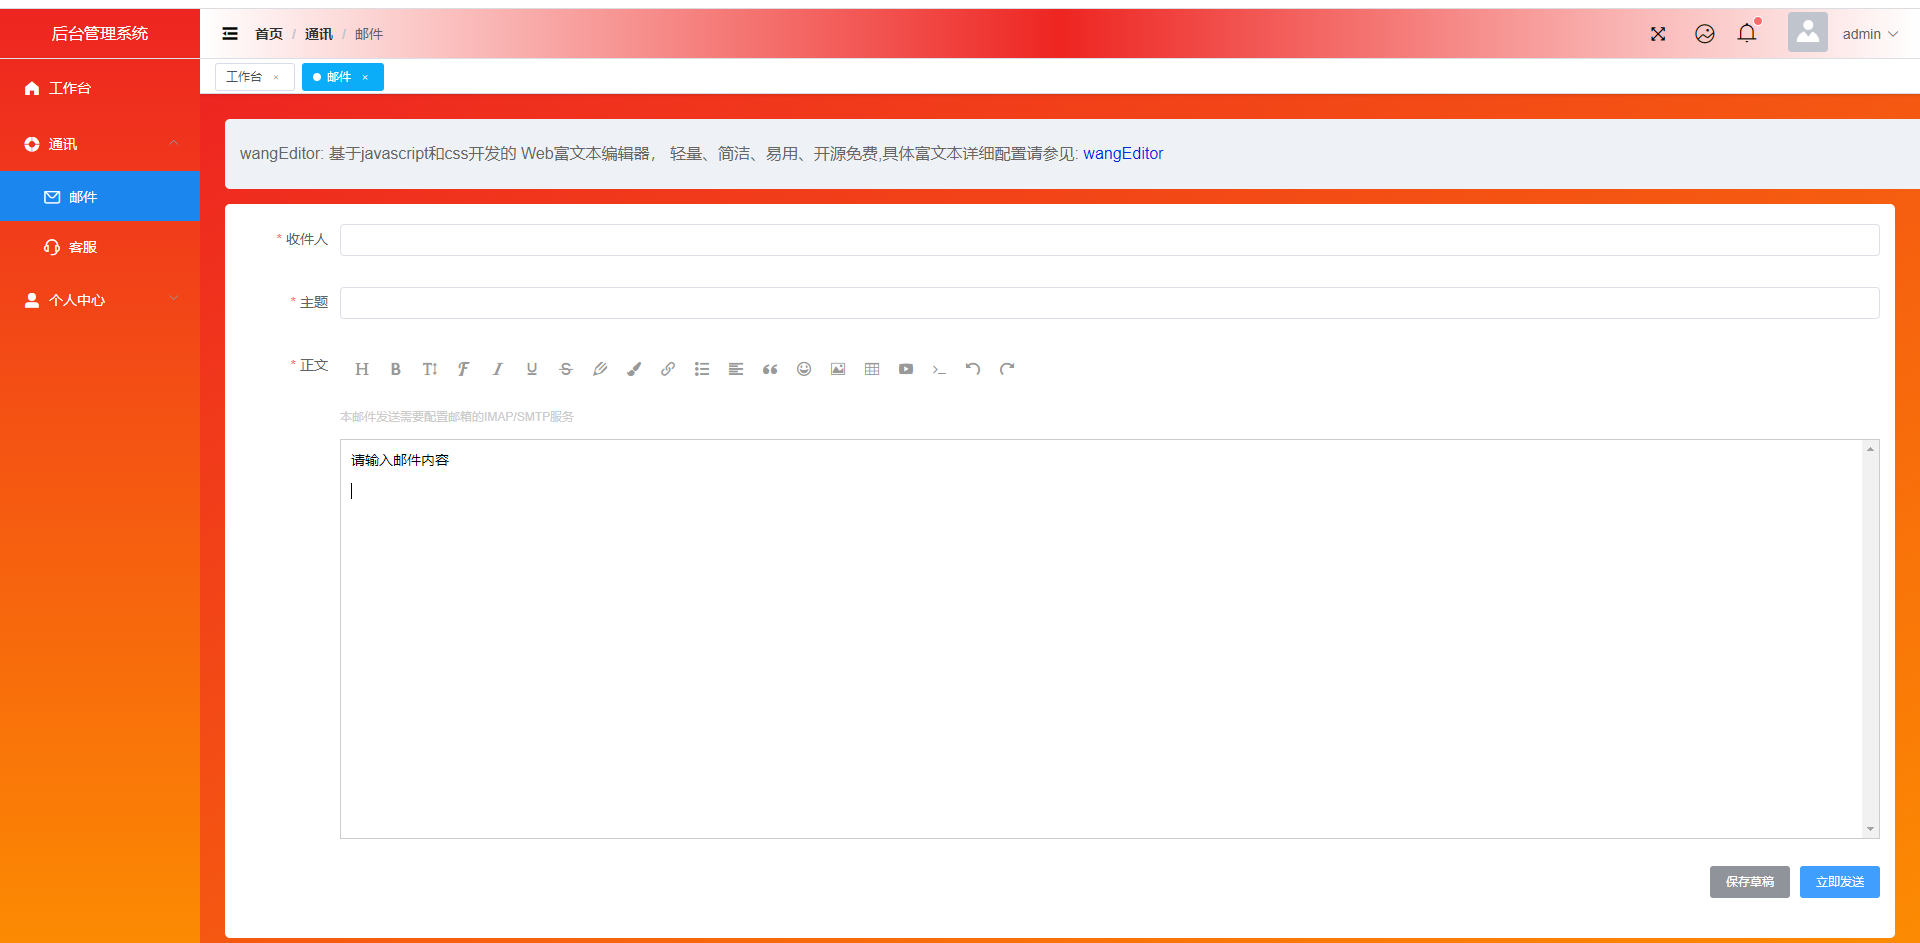 后台管理系统
首页 / 通讯 / 邮件
admin
工作台 ×
邮件 ×
工作台
通讯
邮件
客服
个人中心
wangEditor: 基于javascript和css开发的 Web富文本编辑器， 轻量、简洁、易用、开源免费,具体富文本详细配置请参见: wangEditor
* 收件人
* 主题
* 正文
本邮件发送需要配置邮箱的IMAP/SMTP服务
请输入邮件内容
保存草稿
立即发送